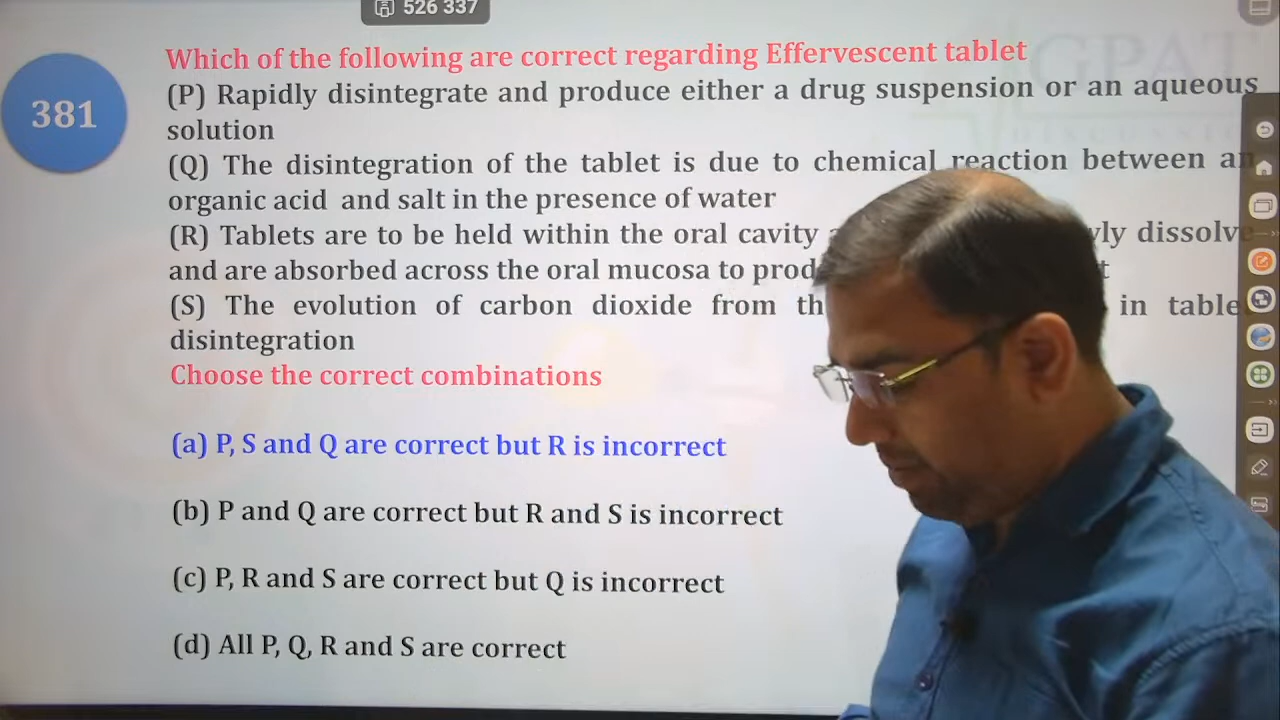 526 337
GPAT
381
Which of the following are correct regarding Effervescent tablet
(P) Rapidly disintegrate and produce either a drug suspension or an aqueous
solution
(Q) The disintegration of the tablet is due to chemical reaction between an
organic acid and salt in the presence of water
(R) Tablets are to be held within the oral cavity dissolve
and are absorbed across the oral mucosa to
(S) The evolution of carbon dioxide from in
disintegration
Choose the correct combinations
(a) P, S and Q are correct but R is incorrect
(b) P and Q are correct but R and S is incorrect
(c) P, R and S are correct but Q is incorrect
(d) All P, Q, R and S are correct